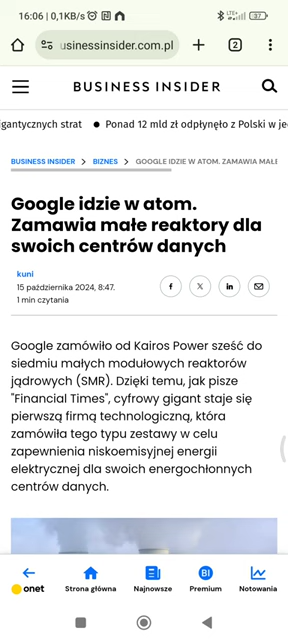 16:06 | 0,1KB/s
LTE+
37
usinessinsider.com.pl
2
BUSINESS INSIDER
gantycznych strat ● Ponad 12 mld zł odpłynęło z Polski w je
BUSINESS INSIDER > BIZNES > GOOGLE IDZIE W ATOM. ZAMAWIA MAŁE
Google idzie w atom.
Zamawia małe reaktory dla
swoich centrów danych
kuni
15 października 2024, 8:47.
1 min czytania
Google zamówiło od Kairos Power sześć do
siedmiu małych modułowych reaktorów
jądrowych (SMR). Dzięki temu, jak pisze
"Financial Times", cyfrowy gigant staje się
pierwszą firmą technologiczną, która
zamówiła tego typu zestawy w celu
zapewnienia niskoemisyjnej energii
elektrycznej dla swoich energochłonnych
centrów danych.
onet
Strona główna
Najnowsze
BI
Premium
Notowania